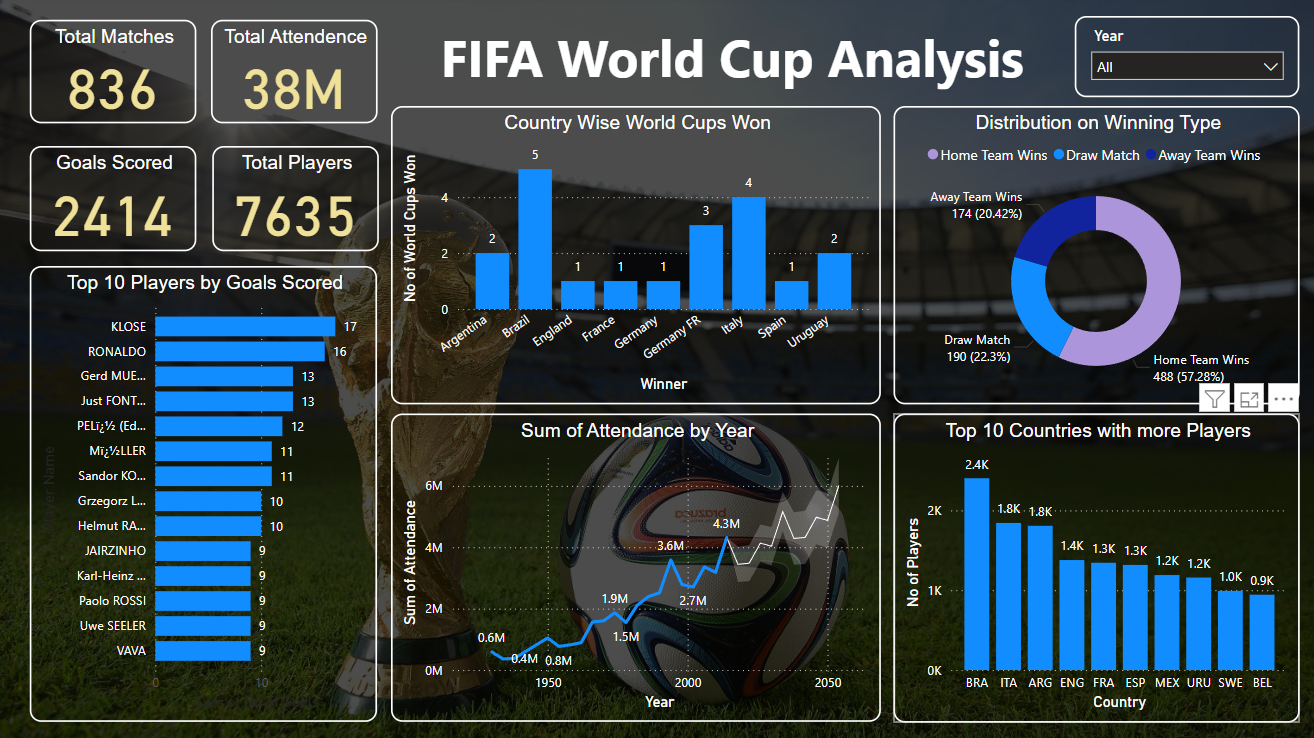 Total Matches
836
Total Attendence
38M
FIFA World Cup Analysis
Year
All
Goals Scored
2414
Total Players
7635
Top 10 Players by Goals Scored
Player Name
KLOSE 17
RONALDO 16
Gerd MUE... 13
Just FONT... 13
PELï¿½ (Ed... 12
Mï¿½LLER 11
Sandor KO... 11
Grzegorz L... 10
Helmut RA... 10
JAIRZINHO 9
Karl-Heinz ... 9
Paolo ROSSI 9
Uwe SEELER 9
VAVA 9
0 10
Country Wise World Cups Won
No of World Cups Won
4
2
0
2 5 1 1 1 3 4 1 2
Argentina Brazil England France Germany Germany FR Italy Spain Uruguay
Winner
Distribution on Winning Type
Home Team Wins Draw Match Away Team Wins
Away Team Wins
174 (20.42%)
Draw Match
190 (22.3%)
Home Team Wins
488 (57.28%)
Sum of Attendance by Year
Sum of Attendance
6M
4M
2M
0M
0.6M 0.4M 0.8M 1.9M 1.5M 3.6M 2.7M 4.3M
1950 2000 2050
Year
brazuca
Top 10 Countries with more Players
No of Players
2K
1K
0K
2.4K 1.8K 1.8K 1.4K 1.3K 1.3K 1.2K 1.2K 1.0K 0.9K
BRA ITA ARG ENG FRA ESP MEX URU SWE BEL
Country